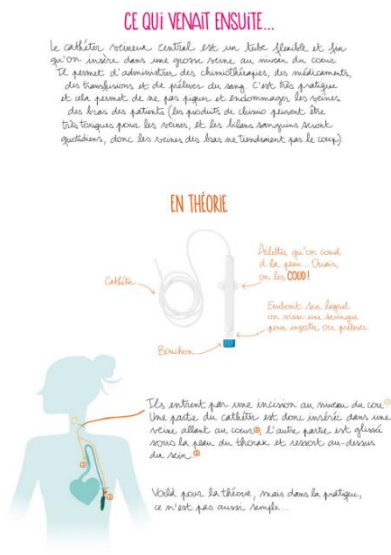 CE QUI VENAIT ENSUITE...
Le cathéter veineux central est un tube flexible et fin
qu'on insère dans une grosse veine au niveau du coeur.
Il permet d'administrer des chimiothérapies, des médicaments,
des transfusions et de prélever du sang. C'est très pratique
et cela permet de ne pas piquer et endommager les veines
des bras des patients (les produits de chimio peuvent être
très toxiques pour les veines, et les bilans sanguins seront
quotidiens, donc les veines des bras ne tiendraient pas le coup).
EN THÉORIE
Ailettes qu'on coud
à la peau... Ouais,
on les COUD!
Cathéter
Embout sur lequel
on visse une seringue
pour injecter ou prélever
Bouchon
Ils entrent par une incision au niveau du cou
Une partie du cathéter est donc insérée dans une
veine allant au coeur, l'autre partie est glissée
sous la peau du thorax et ressort au-dessus
du sein.
Voilà pour la théorie, mais dans la pratique,
ce n'est pas aussi simple...